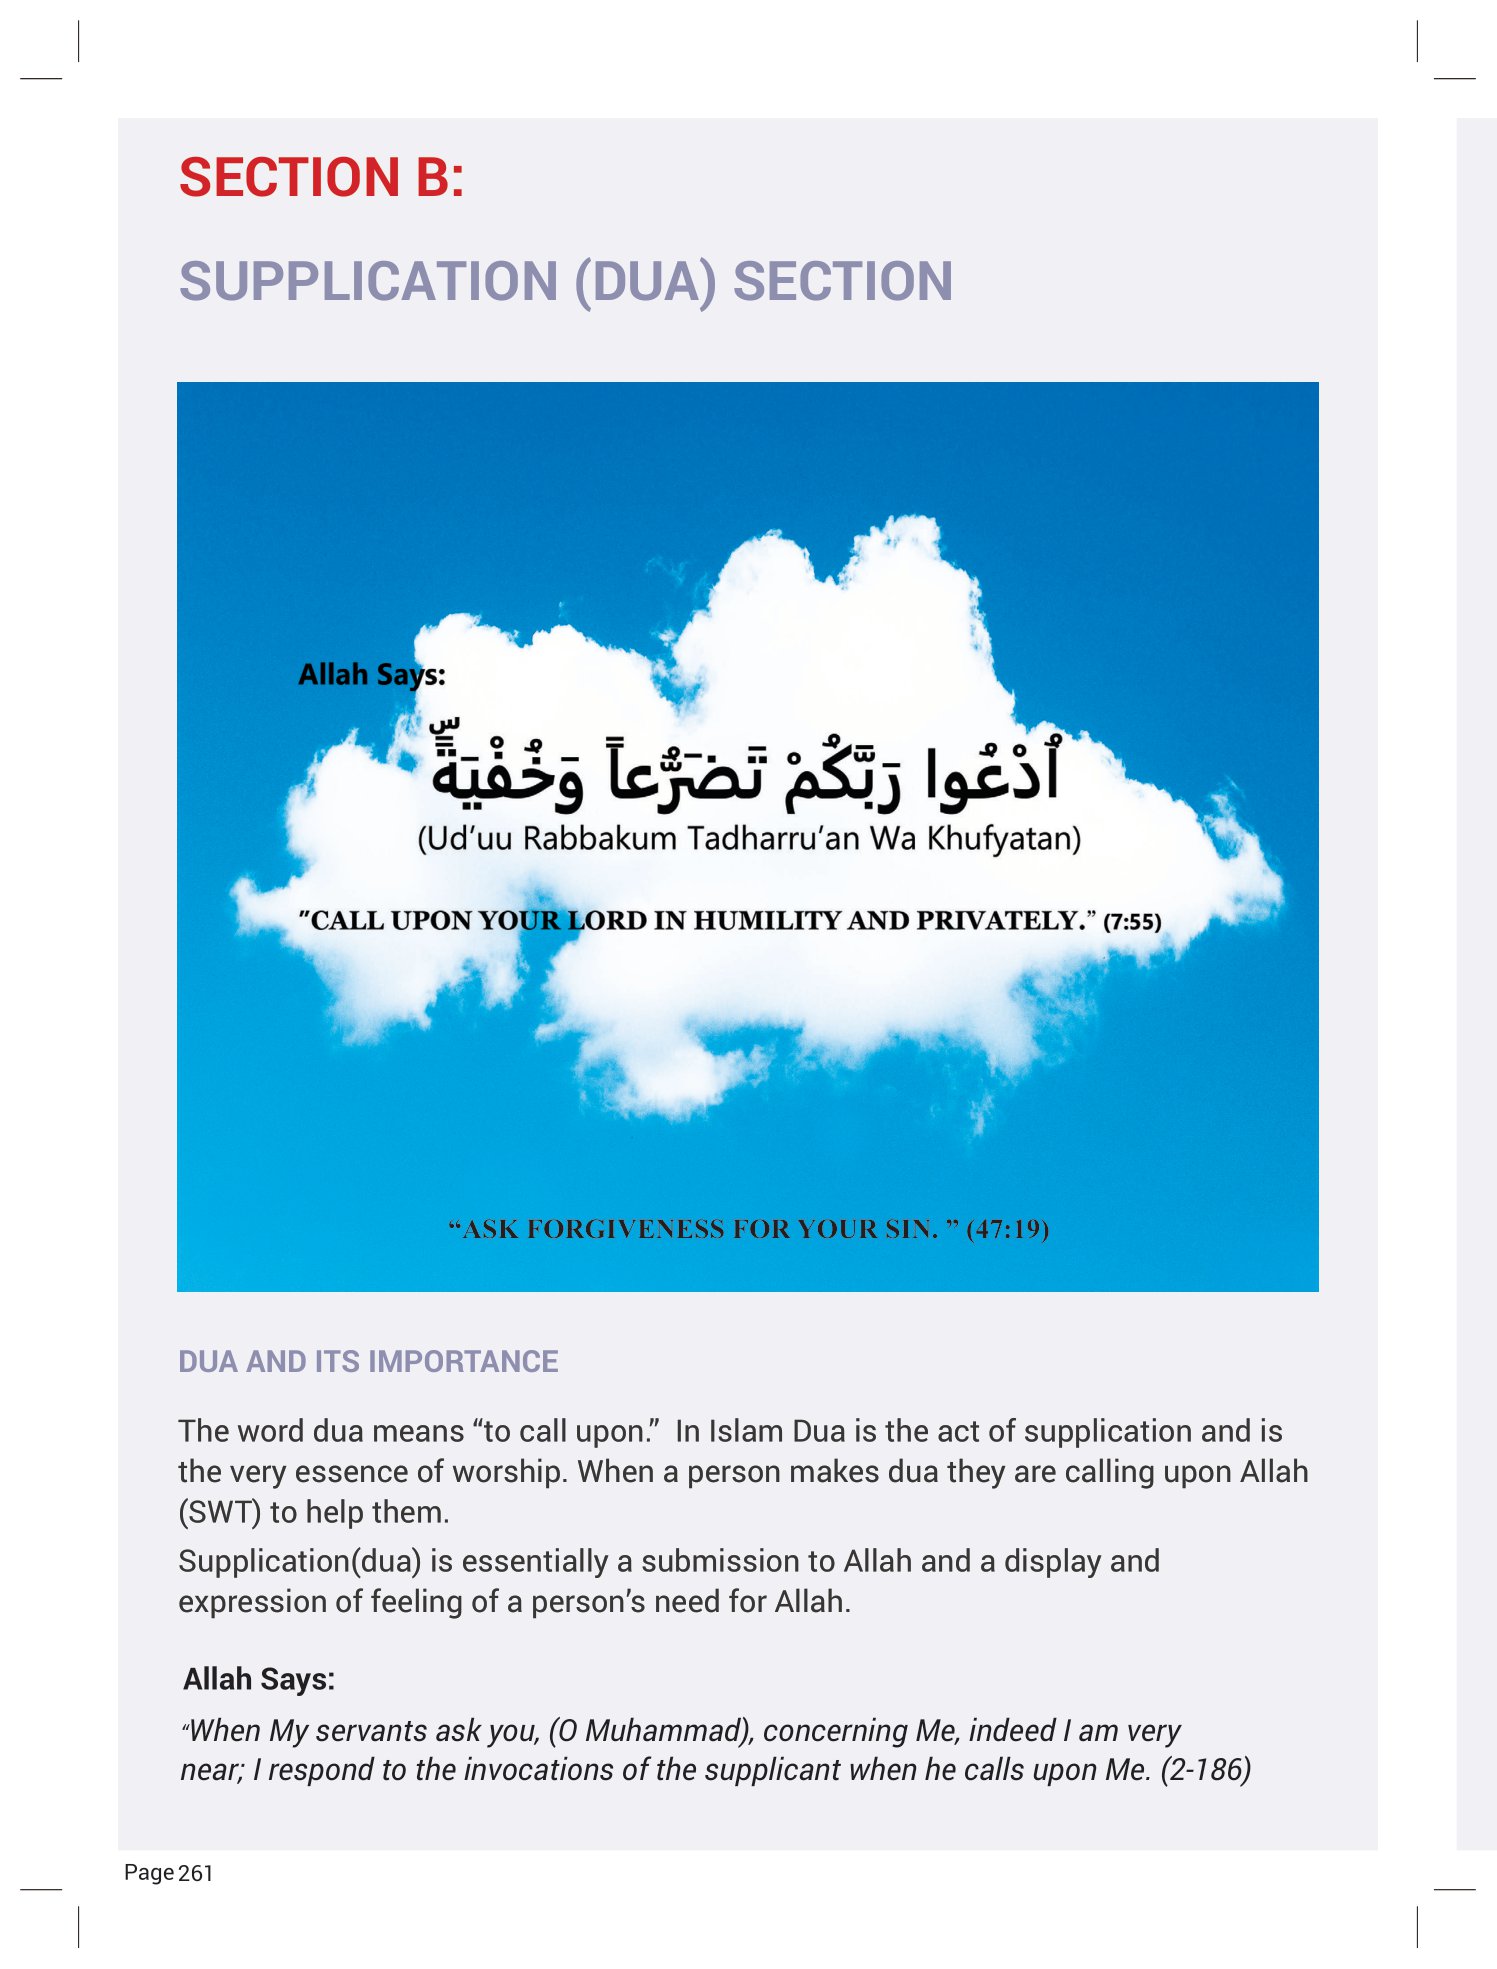 SECTION B:
SUPPLICATION (DUA) SECTION
Allah Says:
اُدْعُوا رَبَّكُمْ تَضَرُّعاً وَخُفْيَةًّۜ
(Ud’uu Rabbakum Tadharru’an Wa Khufyatan)
"CALL UPON YOUR LORD IN HUMILITY AND PRIVATELY.” (7:55)
“ASK FORGIVENESS FOR YOUR SIN. ” (47:19)
DUA AND ITS IMPORTANCE
The word dua means “to call upon.”  In Islam Dua is the act of supplication and is
the very essence of worship. When a person makes dua they are calling upon Allah
(SWT) to help them.
Supplication(dua) is essentially a submission to Allah and a display and
expression of feeling of a person’s need for Allah.
Allah Says:
“When My servants ask you, (O Muhammad), concerning Me, indeed I am very
near; I respond to the invocations of the supplicant when he calls upon Me. (2-186)
Page 261